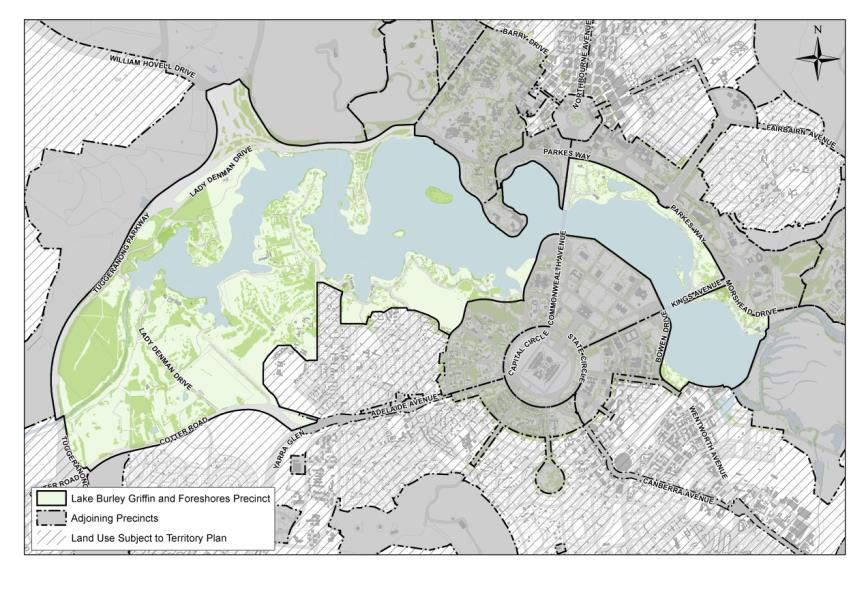 BARRY DRIVE
NORTHBOURNE AVENUE
N
WILLIAM HOVELL DRIVE
FAIRBAIRN AVENUE
PARKES WAY
LADY DENMAN DRIVE
PARKES WAY
TUGGERANONG PARKWAY
COMMONWEALTH AVENUE
KINGS AVENUE
MORSHEAD DRIVE
LADY DENMAN DRIVE
CAPITAL CIRCLE
STATE CIRCLE
BOWEN DRIVE
ADELAIDE AVENUE
COTTER ROAD
YARRA GLEN
WENTWORTH AVENUE
TUGGERANONG
ROAD
CANBERRA AVENUE
Lake Burley Griffin and Foreshores Precinct
Adjoining Precincts
Land Use Subject to Territory Plan